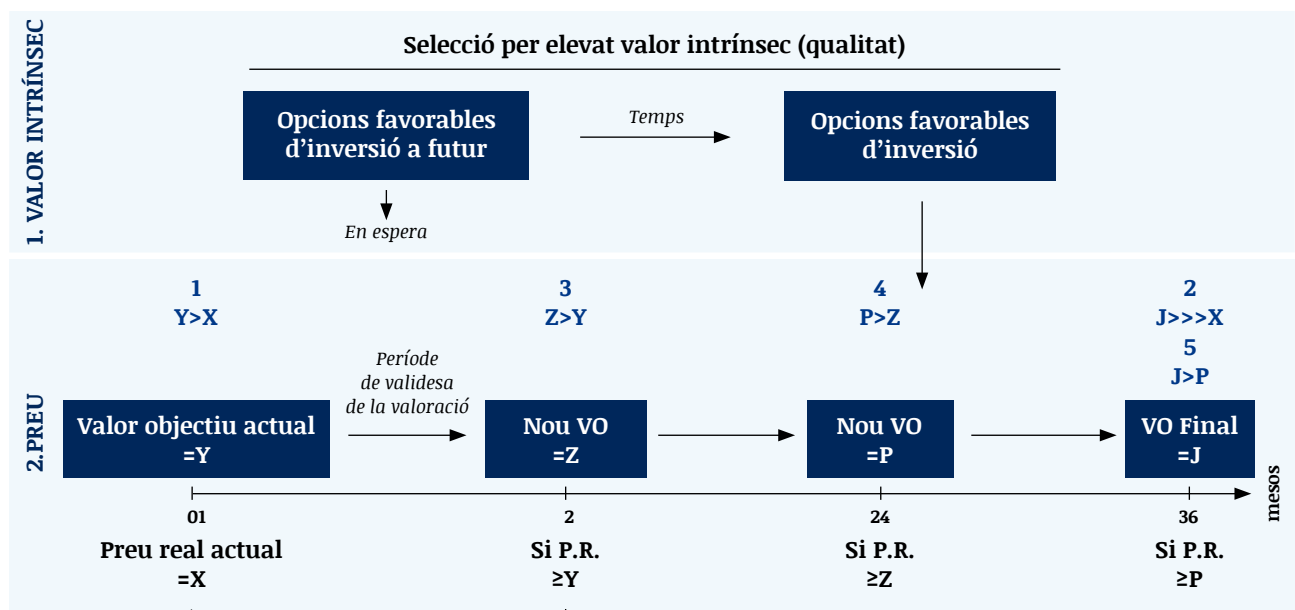 1. VALOR INTRÍNSEC
Selecció per elevat valor intrínsec (qualitat)
Opcions favorables
d’inversió a futur
Temps
Opcions favorables
d’inversió
En espera
2.PREU
1
Y>X
3
Z>Y
4
P>Z
2
J>>>X
5
J>P
Període
de validesa
de la valoració
Valor objectiu actual
=Y
Nou VO
=Z
Nou VO
=P
VO Final
=J
mesos
01
2
24
36
Preu real actual
=X
Si P.R.
≥Y
Si P.R.
≥Z
Si P.R.
≥P